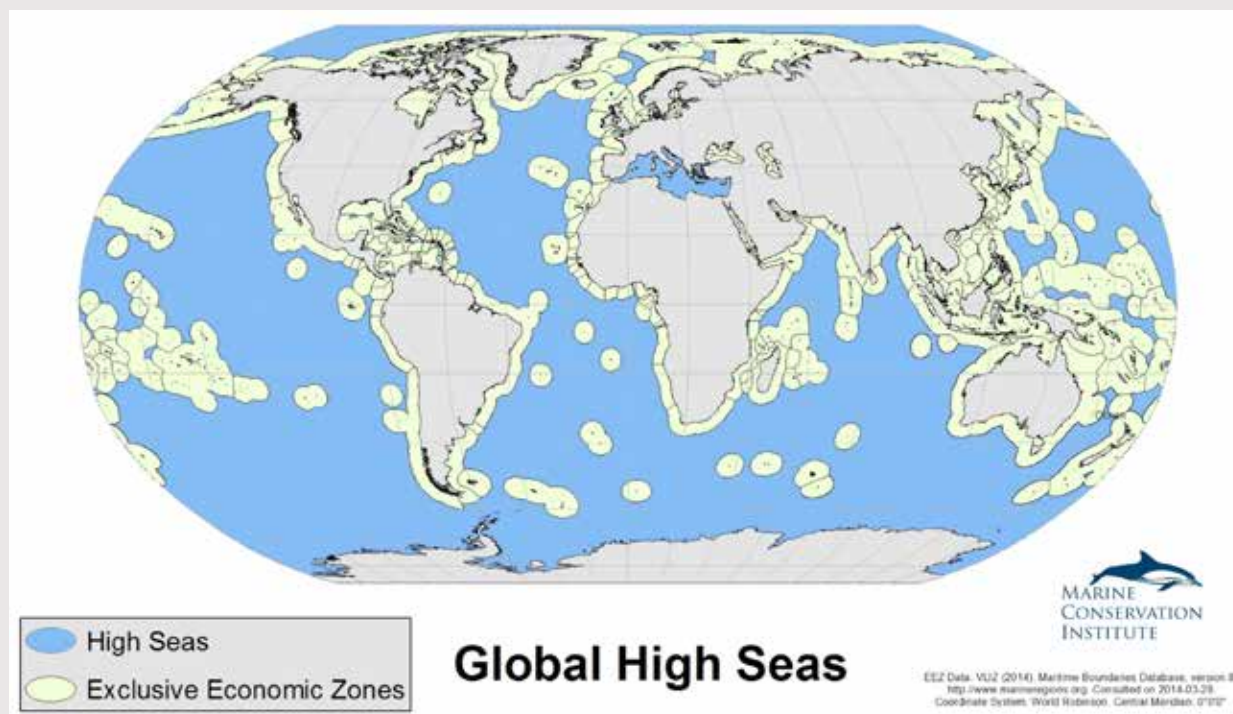 High Seas
Exclusive Economic Zones
Global High Seas
MARINE
CONSERVATION
INSTITUTE
EEZ Data: VLIZ (2014). Maritime Boundaries Database, version 8
http://www.marineregions.org. Consulted on 2014-03-28.
Coordinate System: World Robinson, Central Meridian: 0°0'0"